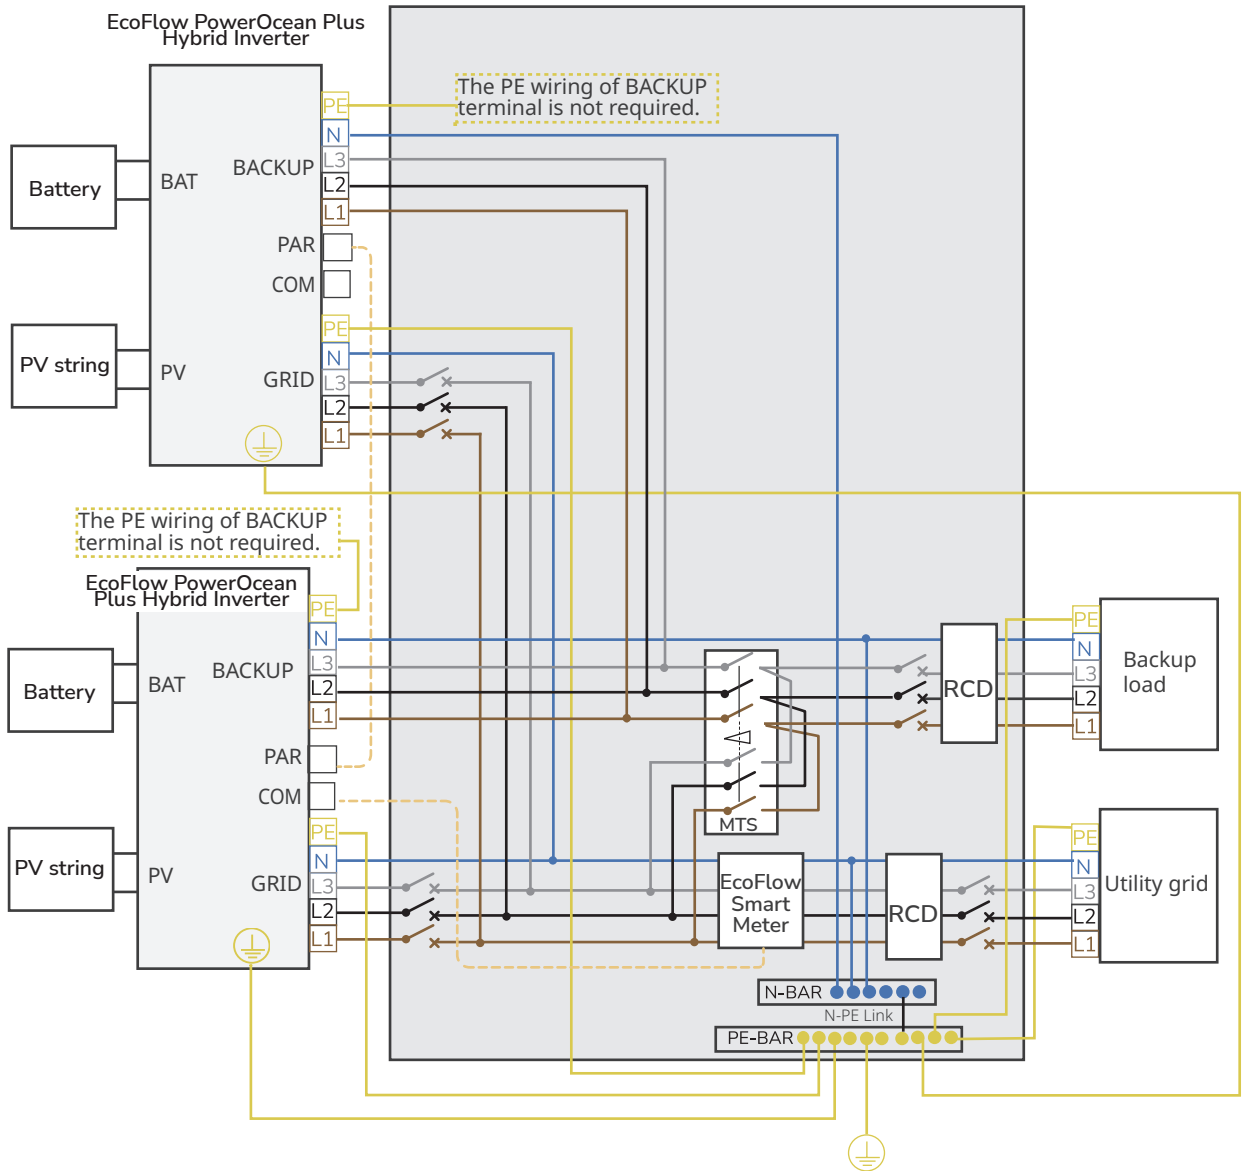 EcoFlow PowerOcean Plus
Hybrid Inverter
The PE wiring of BACKUP
terminal is not required.
PE
N
L3
L2
L1
BACKUP
BAT
Battery
PAR
COM
PE
N
L3
L2
L1
GRID
PV
PV string
The PE wiring of BACKUP
terminal is not required.
EcoFlow PowerOcean
Plus Hybrid Inverter
PE
N
L3
L2
L1
BACKUP
BAT
Battery
PAR
COM
PE
N
L3
L2
L1
GRID
PV
PV string
MTS
RCD
PE
N
L3
L2
L1
Backup
load
EcoFlow
Smart
Meter
RCD
PE
N
L3
L2
L1
Utility grid
N-BAR
N-PE Link
PE-BAR